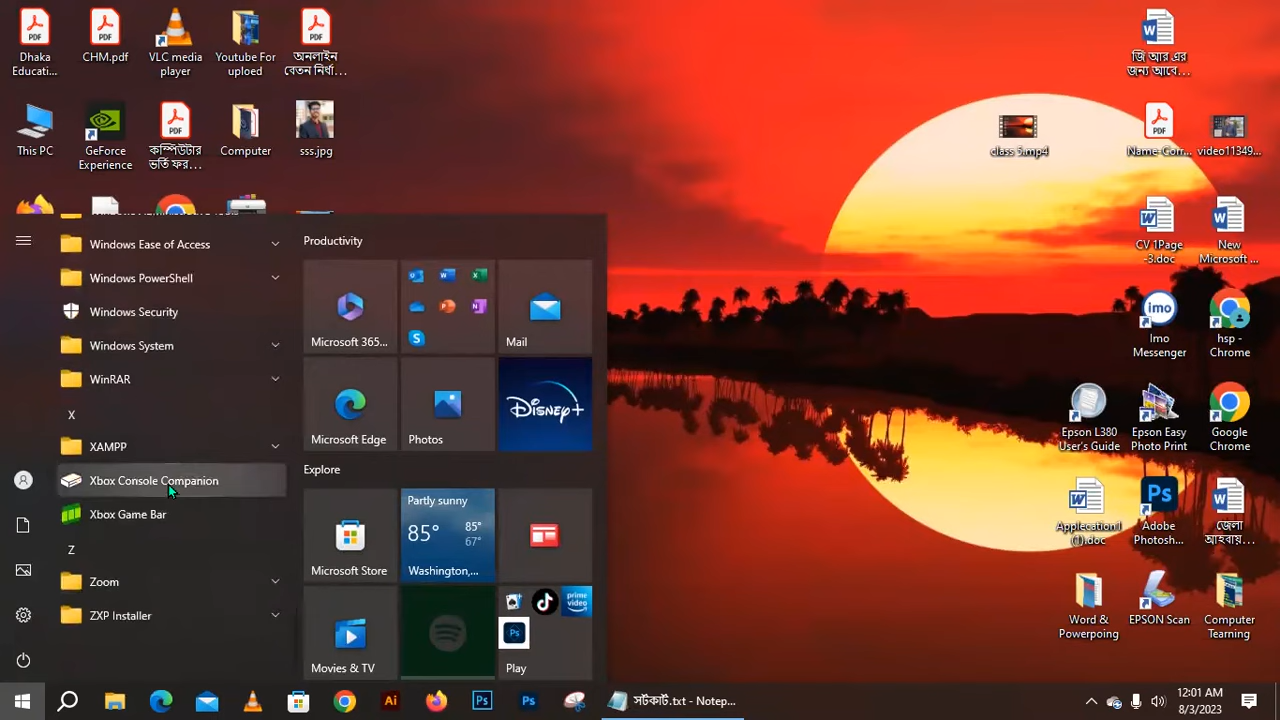 Dhaka
Educati...
CHM.pdf
VLC media
player
Youtube For
uploed
অনলাইন
বেতন নির্ধা...
This PC
GeForce
Experience
কম্পিউটার
ভর্তি ফর...
Computer
sss.jpg
জি আর এর
জন্য আবে...
class 5.mp4
Name-Com...
video11349...
CV 1Page
-3.doc
New
Microsoft ...
imo
Imo
Messenger
hsp -
Chrome
Epson L380
User's Guide
Epson Easy
Photo Print
Google
Chrome
Applecation
(1).doc
Adobe
Photosh...
জেলা
আহবায়...
Word &
Powerpoing
EPSON Scan
Computer
Tearning
Windows Ease of Access
Windows PowerShell
Windows Security
Windows System
WinRAR
X
XAMPP
Xbox Console Companion
Xbox Game Bar
Z
Zoom
ZXP Installer
Productivity
Microsoft 365...
Mail
Microsoft Edge
Photos
Disney+
Explore
Microsoft Store
Partly sunny
85°
85°
67°
Washington,...
Movies & TV
prime
video
Play
সর্টকার্ট.txt - Notep...
12:01 AM
8/3/2023